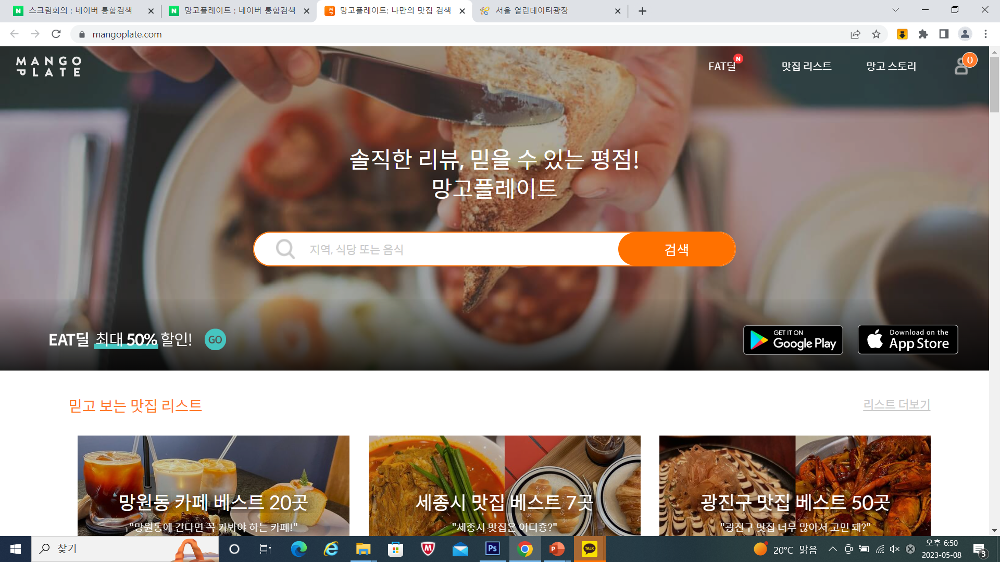 스크럼회의 : 네이버 통합검색
망고플레이트 : 네이버 통합검색
망고플레이트: 나만의 맛집 검색
서울 열린데이터광장
mangoplate.com
MANGO
PLATE
EAT딜
N
맛집 리스트
망고 스토리
0
솔직한 리뷰, 믿을 수 있는 평점!
망고플레이트
지역, 식당 또는 음식
검색
EAT딜 최대 50% 할인!
GO
GET IT ON
Google Play
Download on the
App Store
믿고 보는 맛집 리스트
리스트 더보기
망원동 카페 베스트 20곳
"망원동에 간다면 꼭 가봐야 하는 카페!"
세종시 맛집 베스트 7곳
"세종시 맛집은 어디죵?"
광진구 맛집 베스트 50곳
"광진구 맛집 너무 많아서 고민 돼?"
찾기
Ps
TALK
20°C 맑음
오후 6:50
2023-05-08
3